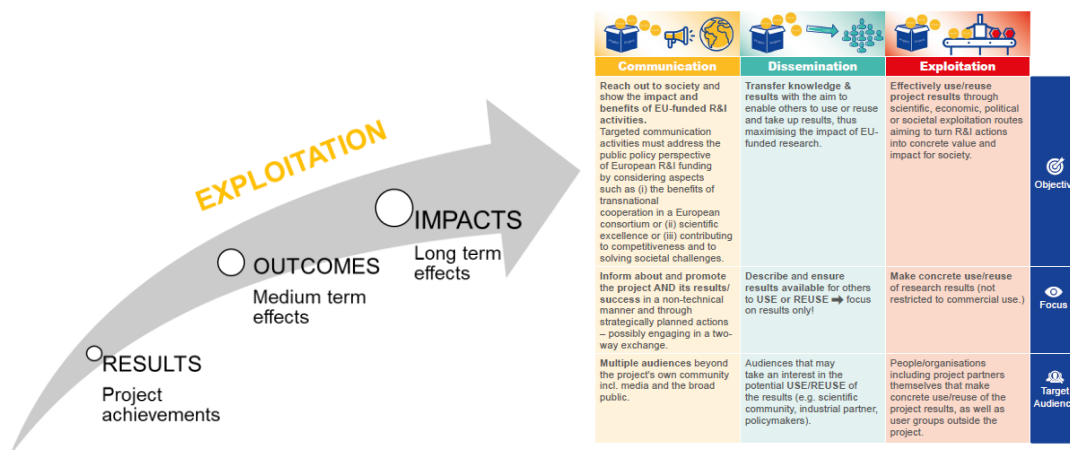 EXPLOITATION
IMPACTS
Long term
effects
OUTCOMES
Medium term
effects
RESULTS
Project
achievements
Communication
Dissemination
Exploitation
Reach out to society and
show the impact and
benefits of EU-funded R&I
activities.
Targeted communication
activities must address the
public policy perspective
of European R&I funding
by considering aspects
such as (i) the benefits of
transnational
cooperation in a European
consortium or (ii) scientific
excellence or (iii) contributing
to competitiveness and to
solving societal challenges.
Transfer knowledge &
results with the aim to
enable others to use or reuse
and take up results, thus
maximising the impact of EU-
funded research.
Effectively use/reuse
project results through
scientific, economic, political
or societal exploitation routes
aiming to turn R&I actions
into concrete value and
impact for society.
Objectiv
Inform about and promote
the project AND its results/
success in a non-technical
manner and through
strategically planned actions
– possibly engaging in a two-
way exchange.
Describe and ensure
results available for others
to USE or REUSE ➡ focus
on results only!
Make concrete use/reuse
of research results (not
restricted to commercial use.)
Focus
Multiple audiences beyond
the project's own community
incl. media and the broad
public.
Audiences that may
take an interest in the
potential USE/REUSE of
the results (e.g. scientific
community, industrial partner,
policymakers).
People/organisations
including project partners
themselves that make
concrete use/reuse of the
project results, as well as
user groups outside the
project.
Target
Audienc